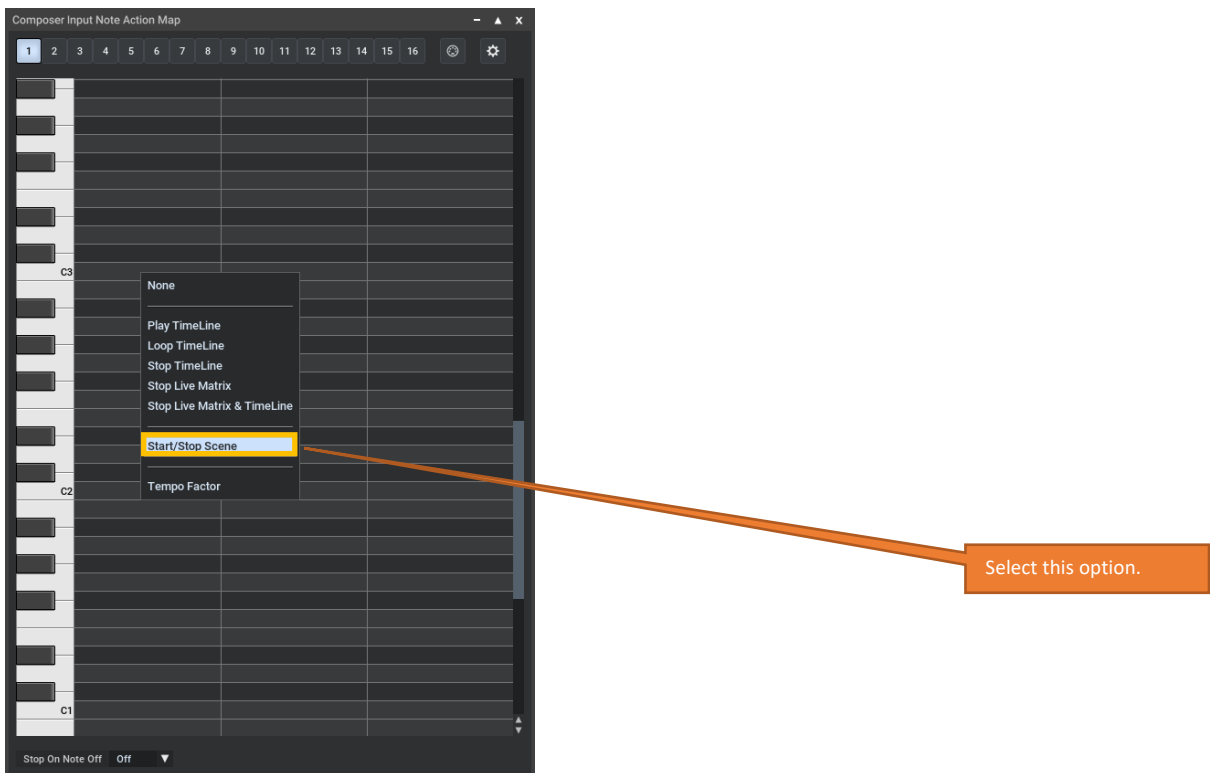 Composer Input Note Action Map
1 2 3 4 5 6 7 8 9 10 11 12 13 14 15 16
C3
None
Play TimeLine
Loop TimeLine
Stop TimeLine
Stop Live Matrix
Stop Live Matrix & TimeLine
Start/Stop Scene
Tempo Factor
C2
Select this option.
C1
Stop On Note Off Off